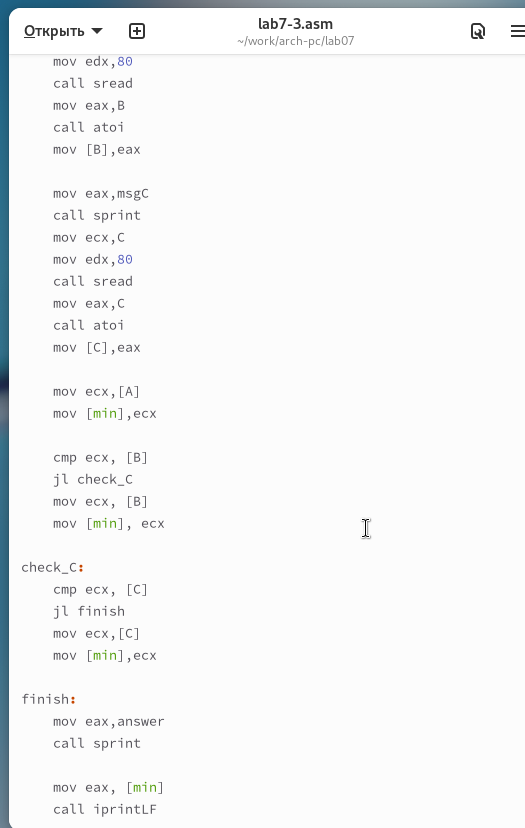 Открыть
lab7-3.asm
~/work/arch-pc/lab07
mov edx,80
call sread
mov eax,B
call atoi
mov [B],eax
mov eax,msgC
call sprint
mov ecx,C
mov edx,80
call sread
mov eax,C
call atoi
mov [C],eax
mov ecx,[A]
mov [min],ecx
cmp ecx, [B]
jl check_C
mov ecx, [B]
mov [min], ecx
check_C:
cmp ecx, [C]
jl finish
mov ecx,[C]
mov [min],ecx
finish:
mov eax,answer
call sprint
mov eax, [min]
call iprintLF